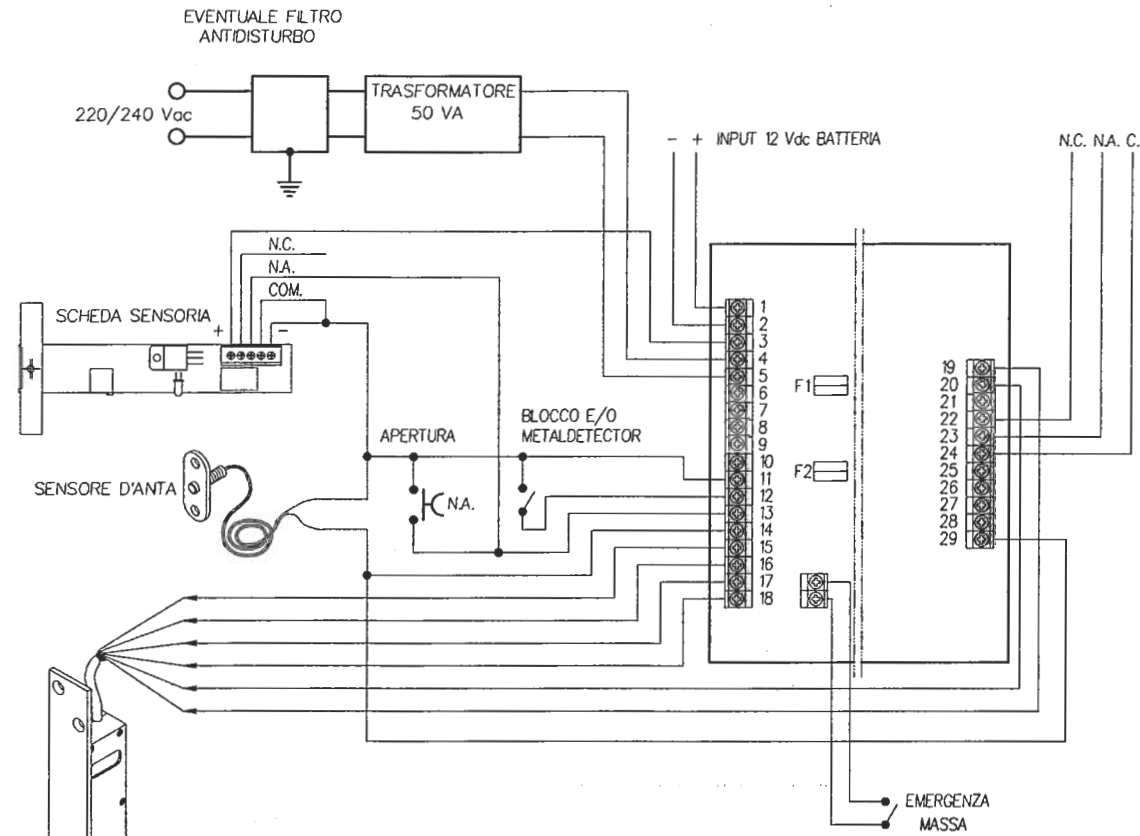 EVENTUALE FILTRO
ANTIDISTURBO
TRASFORMATORE
50 VA
220/240 Vac
- + INPUT 12 Vdc BATTERIA
N.C. N.A. C.
N.C.
N.A.
COM.
SCHEDA SENSORIA
+ -
1
2
3
4
5
6
7
8
9
10
11
12
13
14
15
16
17
18
F1
F2
19
20
21
22
23
24
25
26
27
28
29
APERTURA
BLOCCO E/O
METALDETECTOR
SENSORE D'ANTA
N.A.
EMERGENZA
MASSA